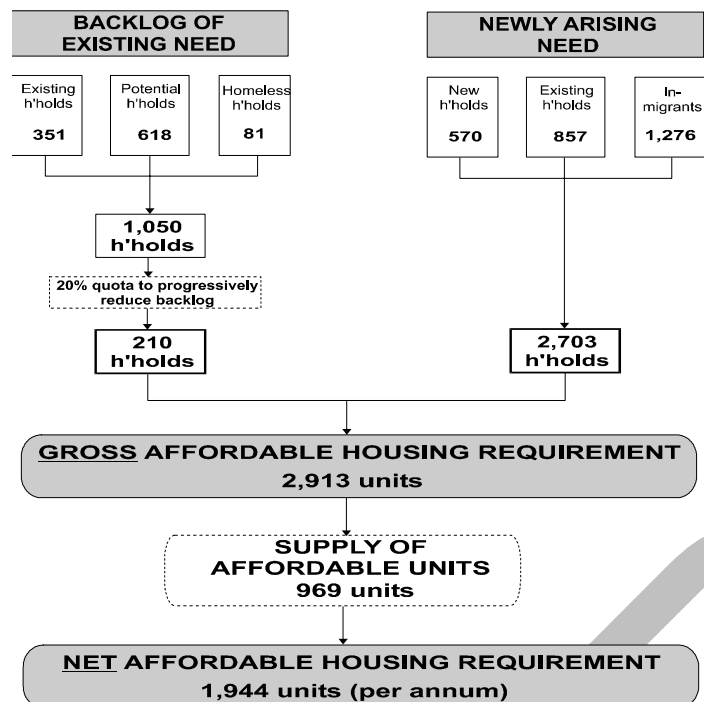 BACKLOG OF
EXISTING NEED
Existing
h'holds
351
Potential
h'holds
618
Homeless
h'holds
81
1,050
h'holds
20% quota to progressively
reduce backlog
210
h'holds
NEWLY ARISING
NEED
New
h'holds
570
Existing
h'holds
857
In-
migrants
1,276
2,703
h'holds
GROSS AFFORDABLE HOUSING REQUIREMENT
2,913 units
SUPPLY OF
AFFORDABLE UNITS
969 units
NET AFFORDABLE HOUSING REQUIREMENT
1,944 units (per annum)